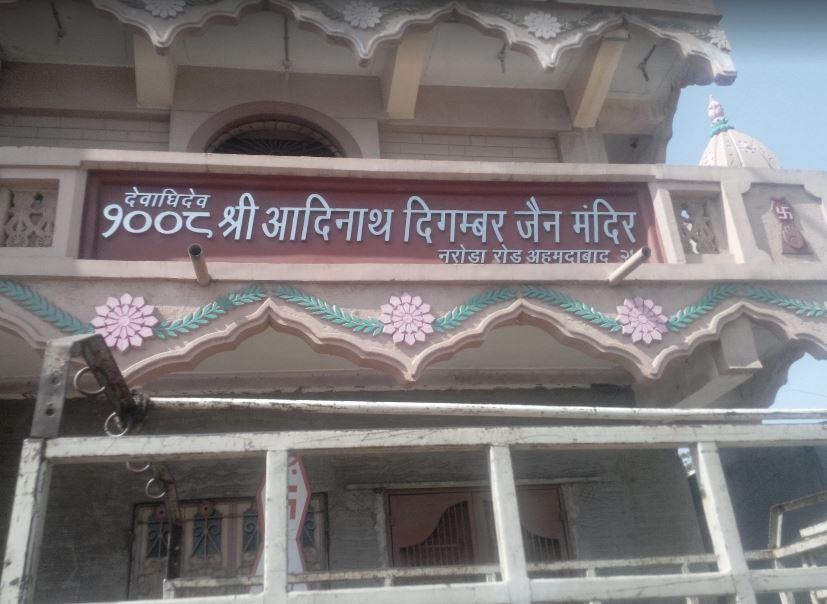 देवाधिदेव
१००८ श्री आदिनाथ दिगम्बर जैन मंदिर
नरोडा रोड अहमदाबाद